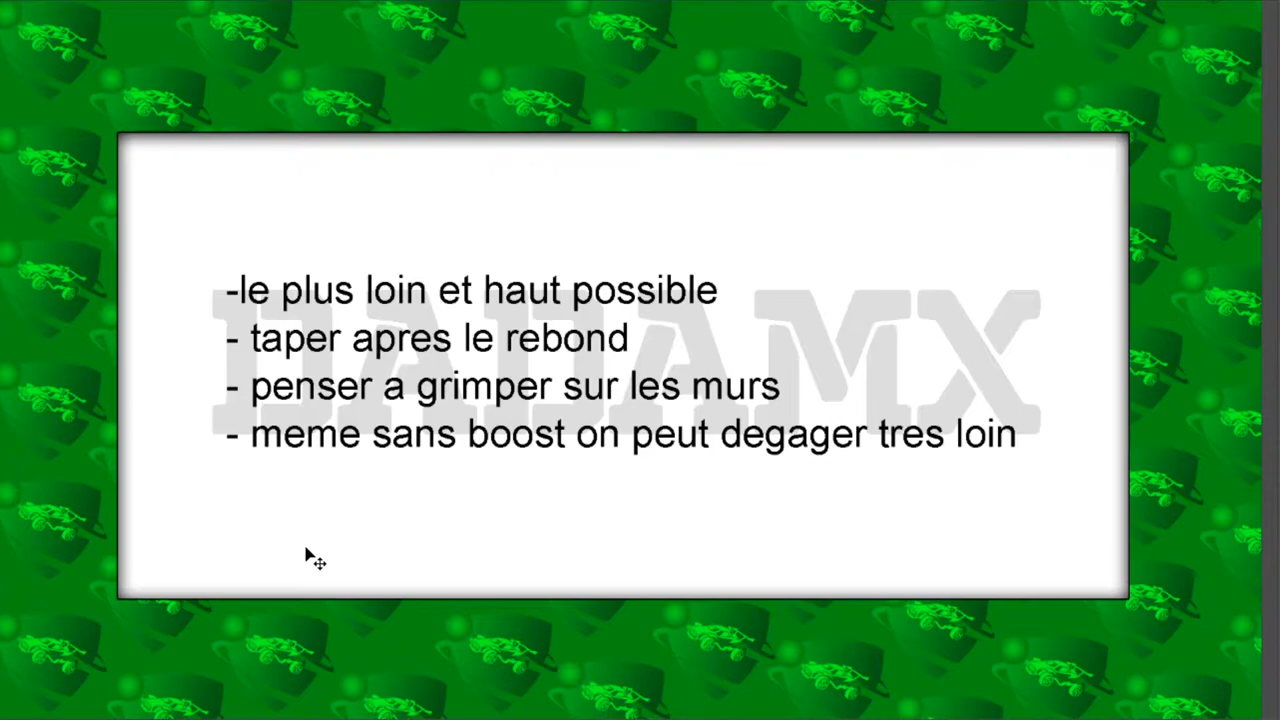 -le plus loin et haut possible
- taper apres le rebond
- penser a grimper sur les murs
- meme sans boost on peut degager tres loin
DADAMX